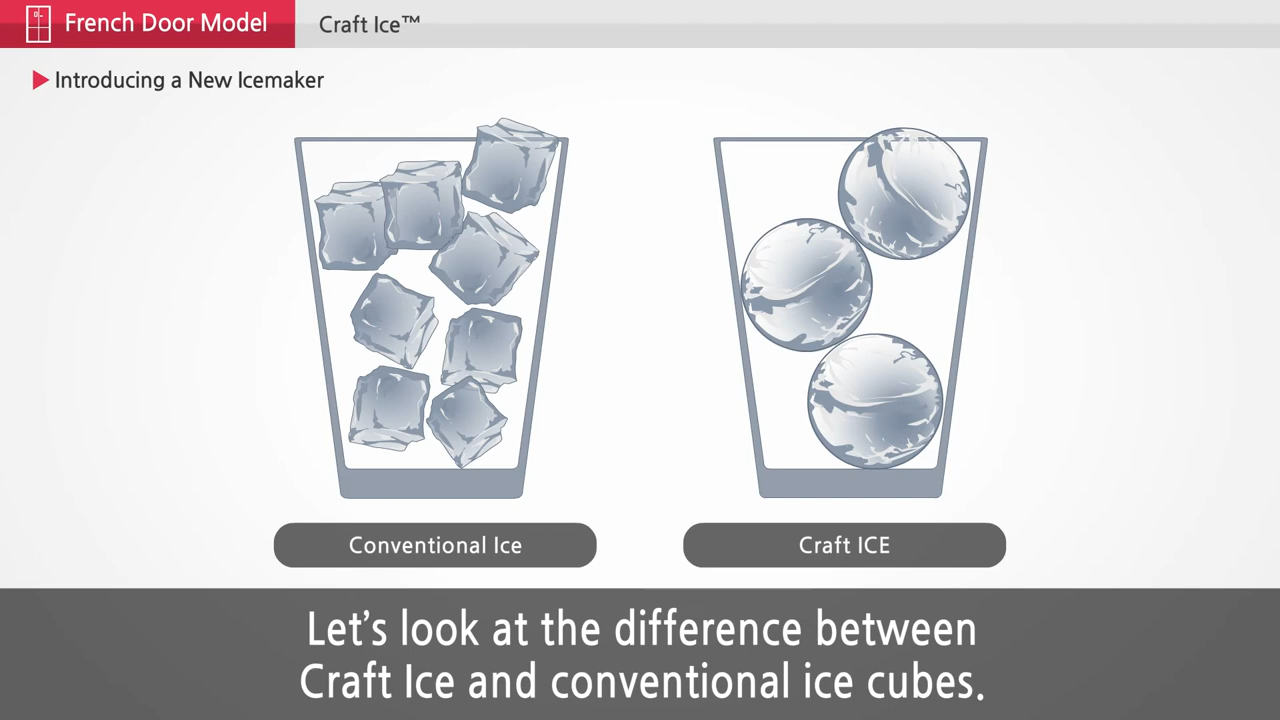 French Door Model
Craft Ice™
Introducing a New Icemaker
Conventional Ice
Craft ICE
Let's look at the difference between
Craft Ice and conventional ice cubes.